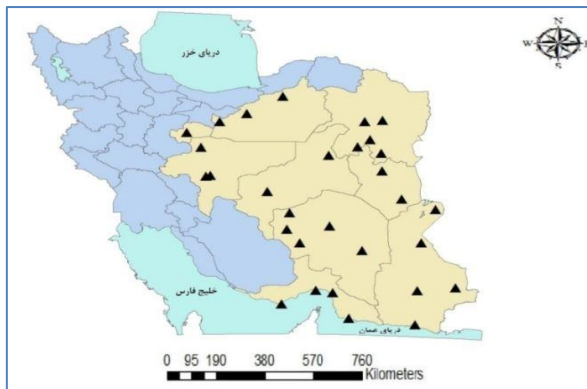 دریای خزر
N
W
E
S
خلیج فارس
دریای عمان
0 95 190 380 570 760
Kilometers